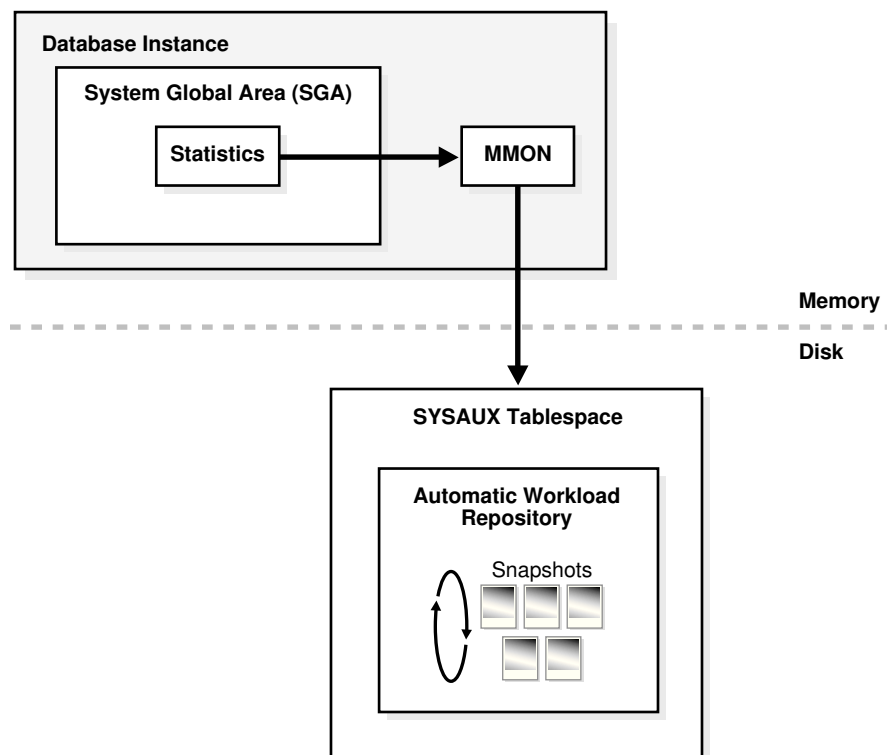 Database Instance
System Global Area (SGA)
Statistics
MMON
Memory
Disk
SYSAUX Tablespace
Automatic Workload
Repository
Snapshots